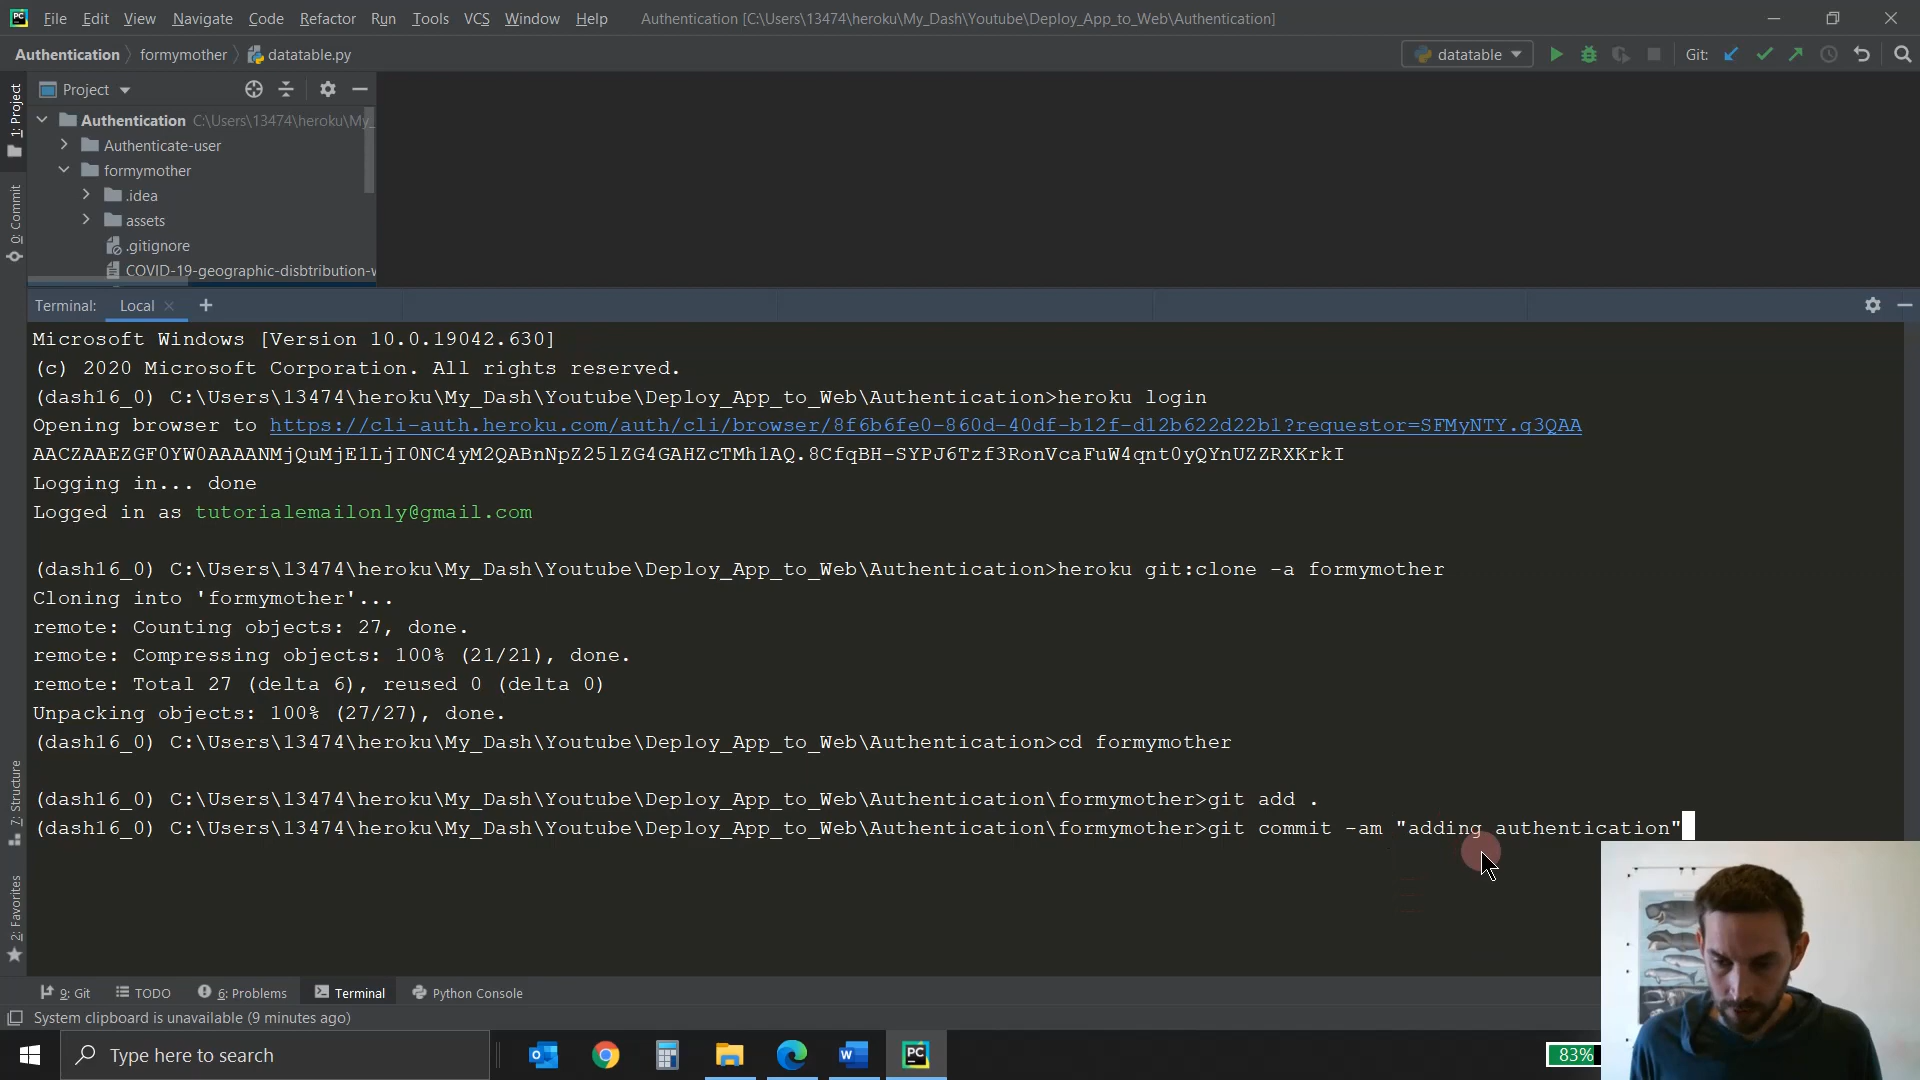 File Edit View Navigate Code Refactor Run Tools VCS Window Help Authentication [C:\Users\13474\heroku\My_Dash\Youtube\Deploy_App_to_Web\Authentication]
Authentication formymother datatable.py datatable Git:
1: Project
Project
Authentication C:\Users\13474\heroku\My_
Authenticate-user
formymother
.idea
0: Commit
assets
.gitignore
COVID-19-geographic-disbtribution-v
Terminal: Local
Microsoft Windows [Version 10.0.19042.630]
(c) 2020 Microsoft Corporation. All rights reserved.
(dash16_0) C:\Users\13474\heroku\My_Dash\Youtube\Deploy_App_to_Web\Authentication>heroku login
Opening browser to https://cli-auth.heroku.com/auth/cli/browser/8f6b6fe0-860d-40df-b12f-d12b622d22b1?requestor=SFMyNTY.g3QAA
AACZAAEZGF0YW0AAAANMjQuMjE1LjI0NC4yM2QABnNpZ25lZG4GAHZcTMh1AQ.8CfqBH-SYPJ6Tzf3RonVcaFuW4qnt0yQYnUZZRXKrkI
Logging in... done
Logged in as tutorialemailonly@gmail.com
(dash16_0) C:\Users\13474\heroku\My_Dash\Youtube\Deploy_App_to_Web\Authentication>heroku git:clone -a formymother
Cloning into 'formymother'...
remote: Counting objects: 27, done.
remote: Compressing objects: 100% (21/21), done.
remote: Total 27 (delta 6), reused 0 (delta 0)
Unpacking objects: 100% (27/27), done.
(dash16_0) C:\Users\13474\heroku\My_Dash\Youtube\Deploy_App_to_Web\Authentication>cd formymother
(dash16_0) C:\Users\13474\heroku\My_Dash\Youtube\Deploy_App_to_Web\Authentication\formymother>git add .
(dash16_0) C:\Users\13474\heroku\My_Dash\Youtube\Deploy_App_to_Web\Authentication\formymother>git commit -am "adding authentication"
7: Structure
2: Favorites
9: Git TODO 6: Problems Terminal Python Console
System clipboard is unavailable (9 minutes ago)
Type here to search
83%